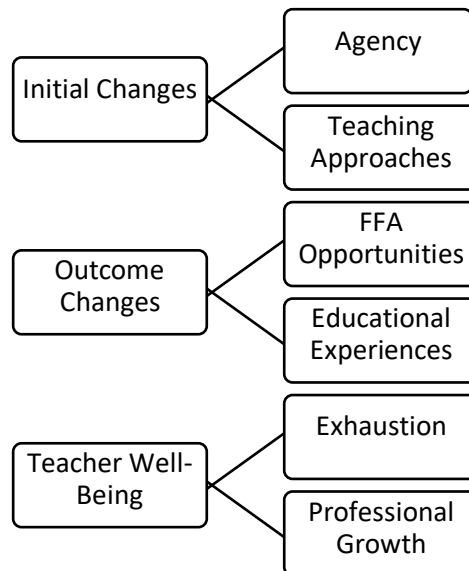 Initial Changes
Agency
Teaching
Approaches
Outcome
Changes
FFA
Opportunities
Educational
Experiences
Teacher Well-
Being
Exhaustion
Professional
Growth